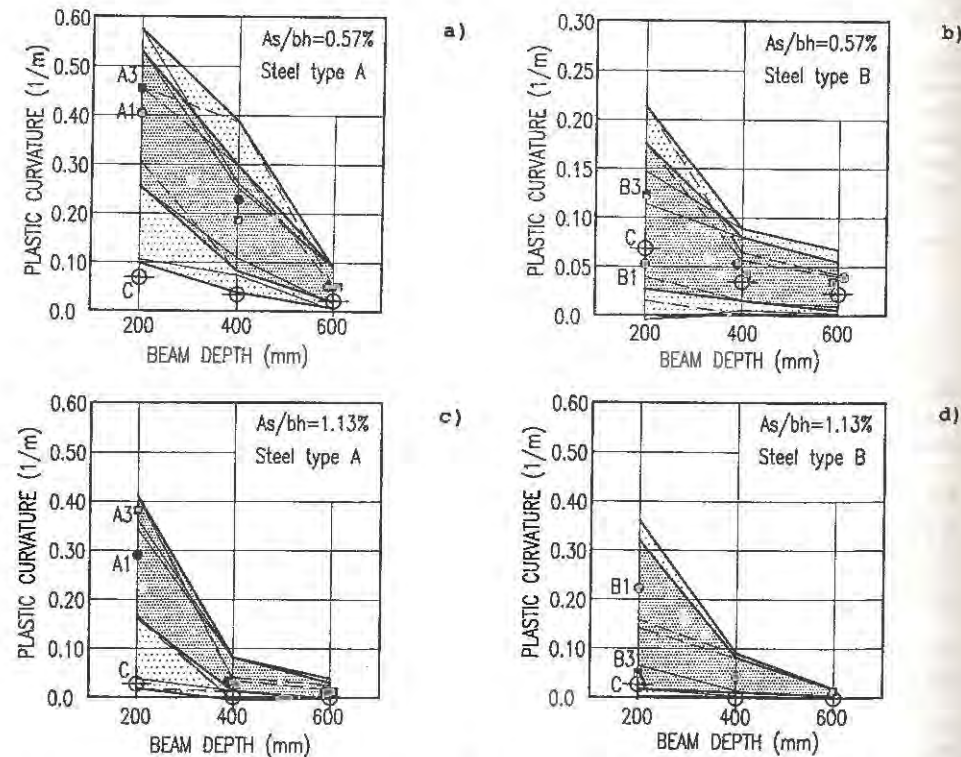 a)
As/bh=0.57%
Steel type A
PLASTIC CURVATURE (1/m)
0.60
0.50
0.40
0.30
0.20
0.10
0.0
A3
A1
C
200 400 600
BEAM DEPTH (mm)
b)
As/bh=0.57%
Steel type B
PLASTIC CURVATURE (1/m)
0.30
0.25
0.20
0.15
0.10
0.05
0.0
B3
C
B1
200 400 600
BEAM DEPTH (mm)
c)
As/bh=1.13%
Steel type A
PLASTIC CURVATURE (1/m)
0.60
0.50
0.40
0.30
0.20
0.10
0.0
A3
A1
C
200 400 600
BEAM DEPTH (mm)
d)
As/bh=1.13%
Steel type B
PLASTIC CURVATURE (1/m)
0.60
0.50
0.40
0.30
0.20
0.10
0.0
B1
B3
C
200 400 600
BEAM DEPTH (mm)